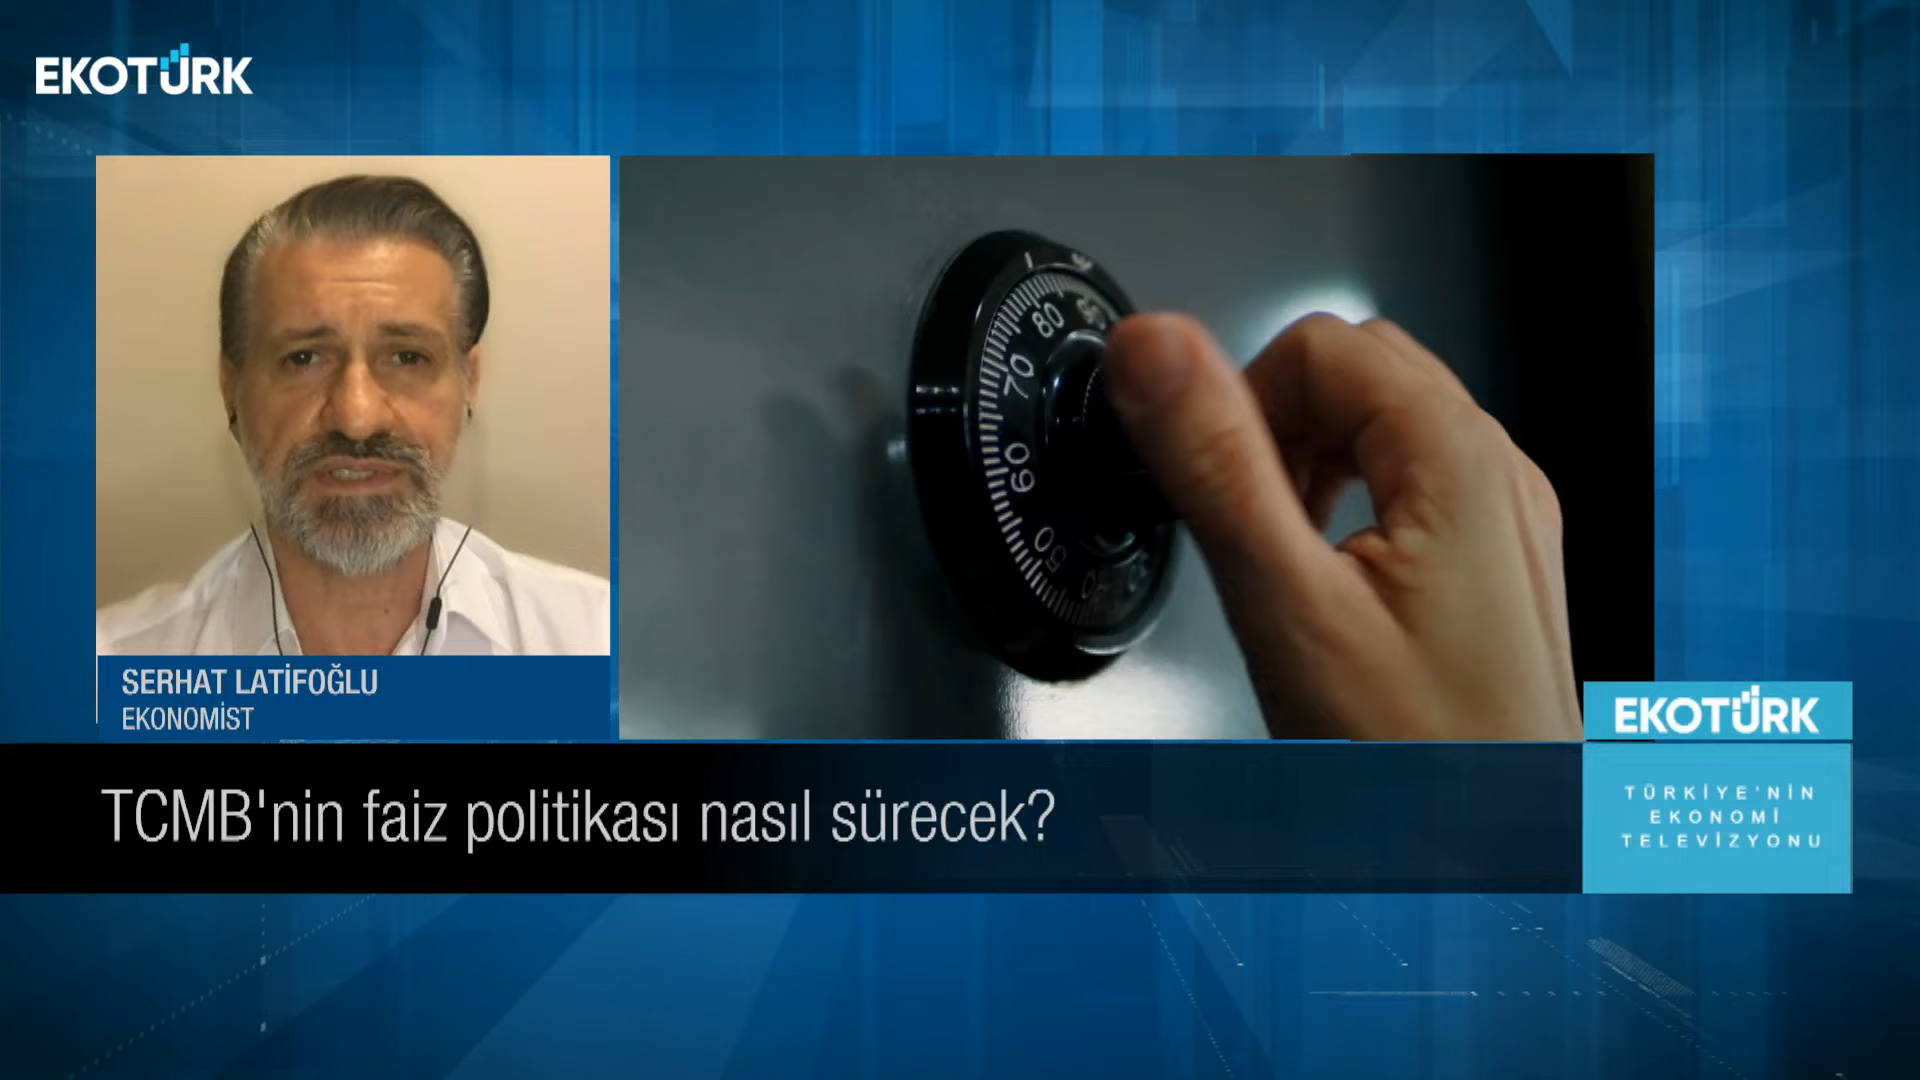 EKOTÜRK
80
90
70
60
50
SERHAT LATİFOĞLU
EKONOMİST
TCMB'nin faiz politikası nasıl sürecek?
EKOTÜRK
TÜRKİYE'NİN
EKONOMİ
TELEVİZYONU